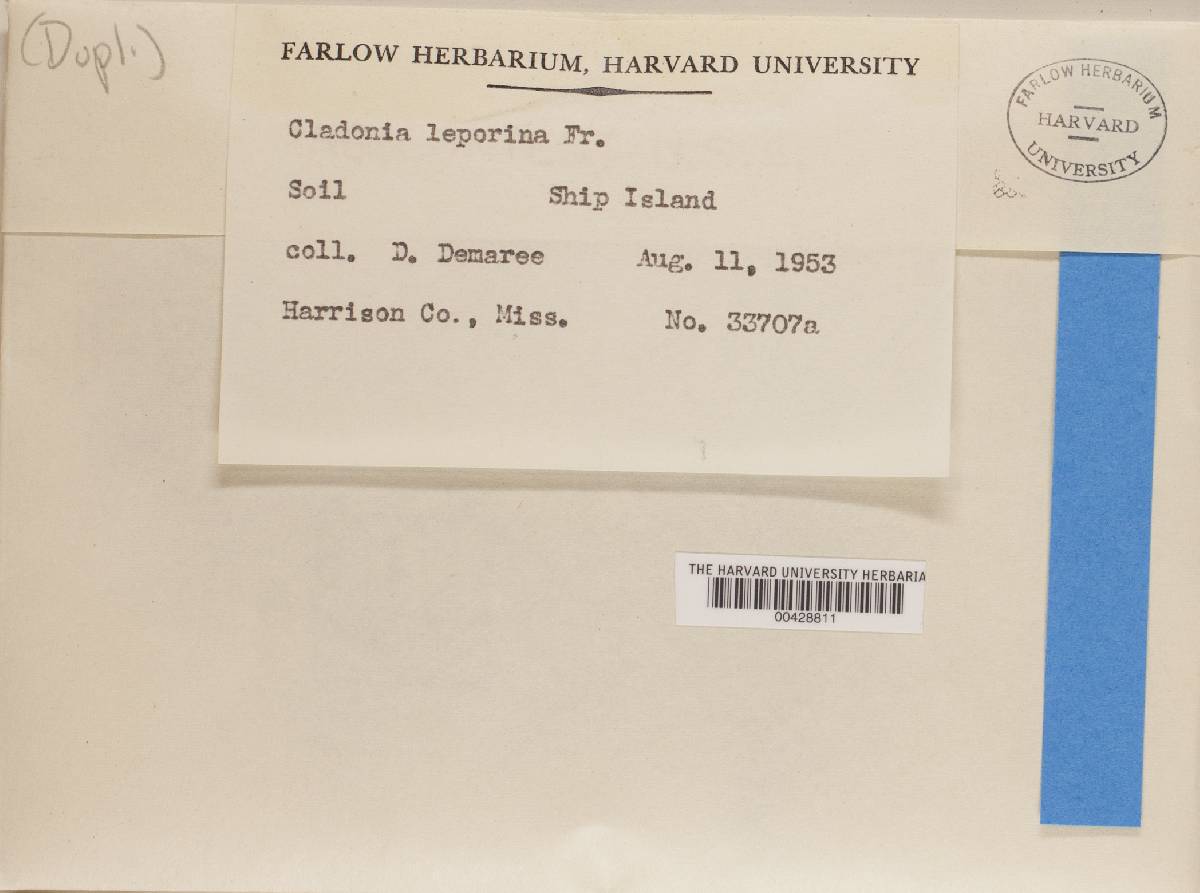 (Dupl.)
FARLOW HERBARIUM, HARVARD UNIVERSITY
Cladonia leporina Fr.
Soil Ship Island
coll. D. Demaree Aug. 11, 1953
Harrison Co., Miss. No. 33707a
FARLOW HERBARIUM
HARVARD
UNIVERSITY
THE HARVARD UNIVERSITY HERBARIA
00428811